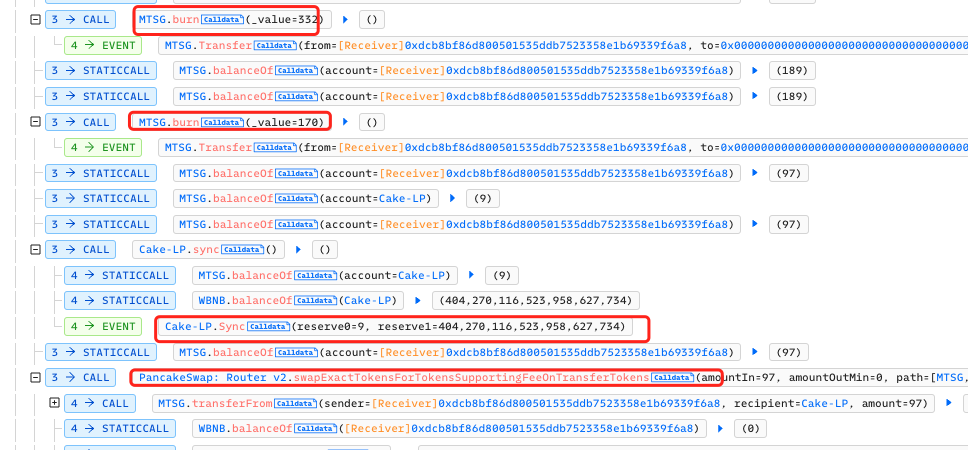 3 → CALL MTSG.burn Calldata (_value=332) ▶ ()
4 → EVENT MTSG.Transfer Calldata (from=[Receiver]0xdcb8bf86d800501535ddb7523358e1b69339f6a8, to=0x0000000000000000000000000000000
3 → STATICCALL MTSG.balanceOf Calldata (account=[Receiver]0xdcb8bf86d800501535ddb7523358e1b69339f6a8) ▶ (189)
3 → STATICCALL MTSG.balanceOf Calldata (account=[Receiver]0xdcb8bf86d800501535ddb7523358e1b69339f6a8) ▶ (189)
3 → CALL MTSG.burn Calldata (_value=170) ▶ ()
4 → EVENT MTSG.Transfer Calldata (from=[Receiver]0xdcb8bf86d800501535ddb7523358e1b69339f6a8, to=0x0000000000000000000000000000000
3 → STATICCALL MTSG.balanceOf Calldata (account=[Receiver]0xdcb8bf86d800501535ddb7523358e1b69339f6a8) ▶ (97)
3 → STATICCALL MTSG.balanceOf Calldata (account=Cake-LP) ▶ (9)
3 → STATICCALL MTSG.balanceOf Calldata (account=[Receiver]0xdcb8bf86d800501535ddb7523358e1b69339f6a8) ▶ (97)
3 → CALL Cake-LP.sync Calldata () ▶ ()
4 → STATICCALL MTSG.balanceOf Calldata (account=Cake-LP) ▶ (9)
4 → STATICCALL WBNB.balanceOf Calldata (Cake-LP) ▶ (404,270,116,523,958,627,734)
4 → EVENT Cake-LP.Sync Calldata (reserve0=9, reserve1=404,270,116,523,958,627,734)
3 → STATICCALL MTSG.balanceOf Calldata (account=[Receiver]0xdcb8bf86d800501535ddb7523358e1b69339f6a8) ▶ (97)
3 → CALL PancakeSwap: Router v2.swapExactTokensForTokensSupportingFeeOnTransferTokens Calldata (amountIn=97, amountOutMin=0, path=[MTSG,
4 → CALL MTSG.transferFrom Calldata (sender=[Receiver]0xdcb8bf86d800501535ddb7523358e1b69339f6a8, recipient=Cake-LP, amount=97) ▶
4 → STATICCALL WBNB.balanceOf Calldata ([Receiver]0xdcb8bf86d800501535ddb7523358e1b69339f6a8) ▶ (0)